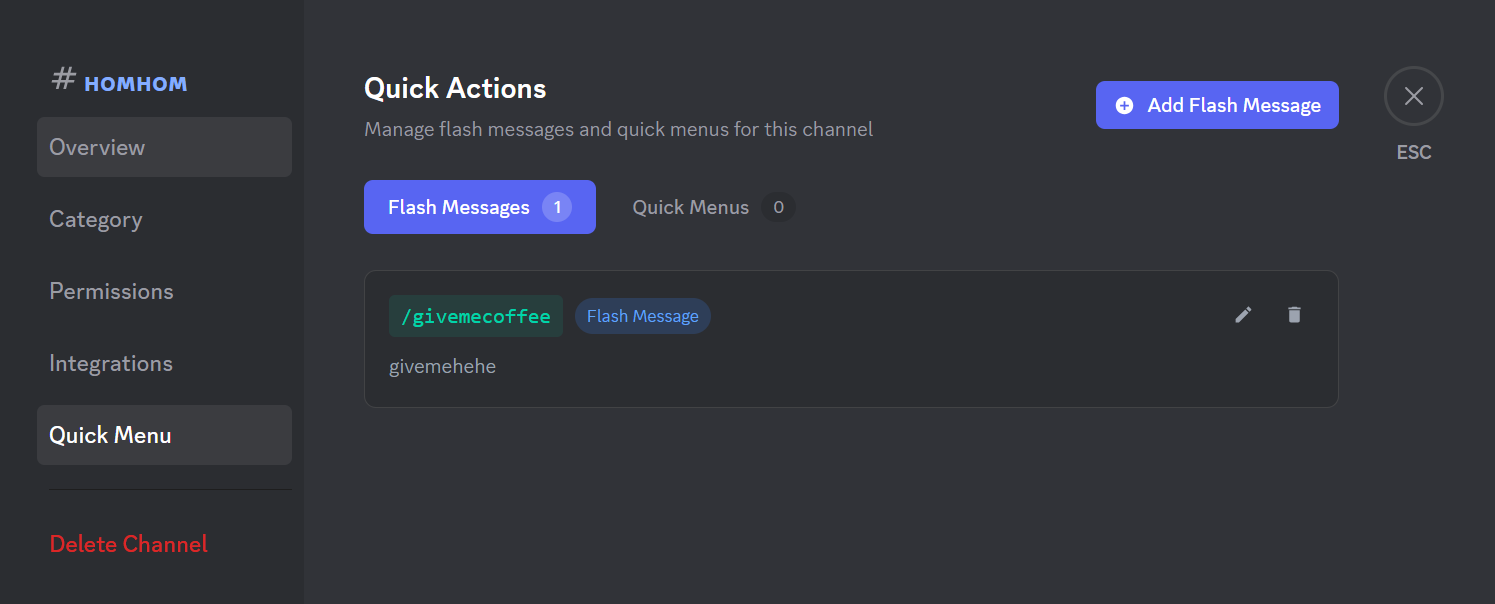 # HOMHOM
Overview
Category
Permissions
Integrations
Quick Menu
Delete Channel
Quick Actions
Manage flash messages and quick menus for this channel
Add Flash Message
ESC
Flash Messages 1
Quick Menus 0
/givemecoffee Flash Message
givemehehe